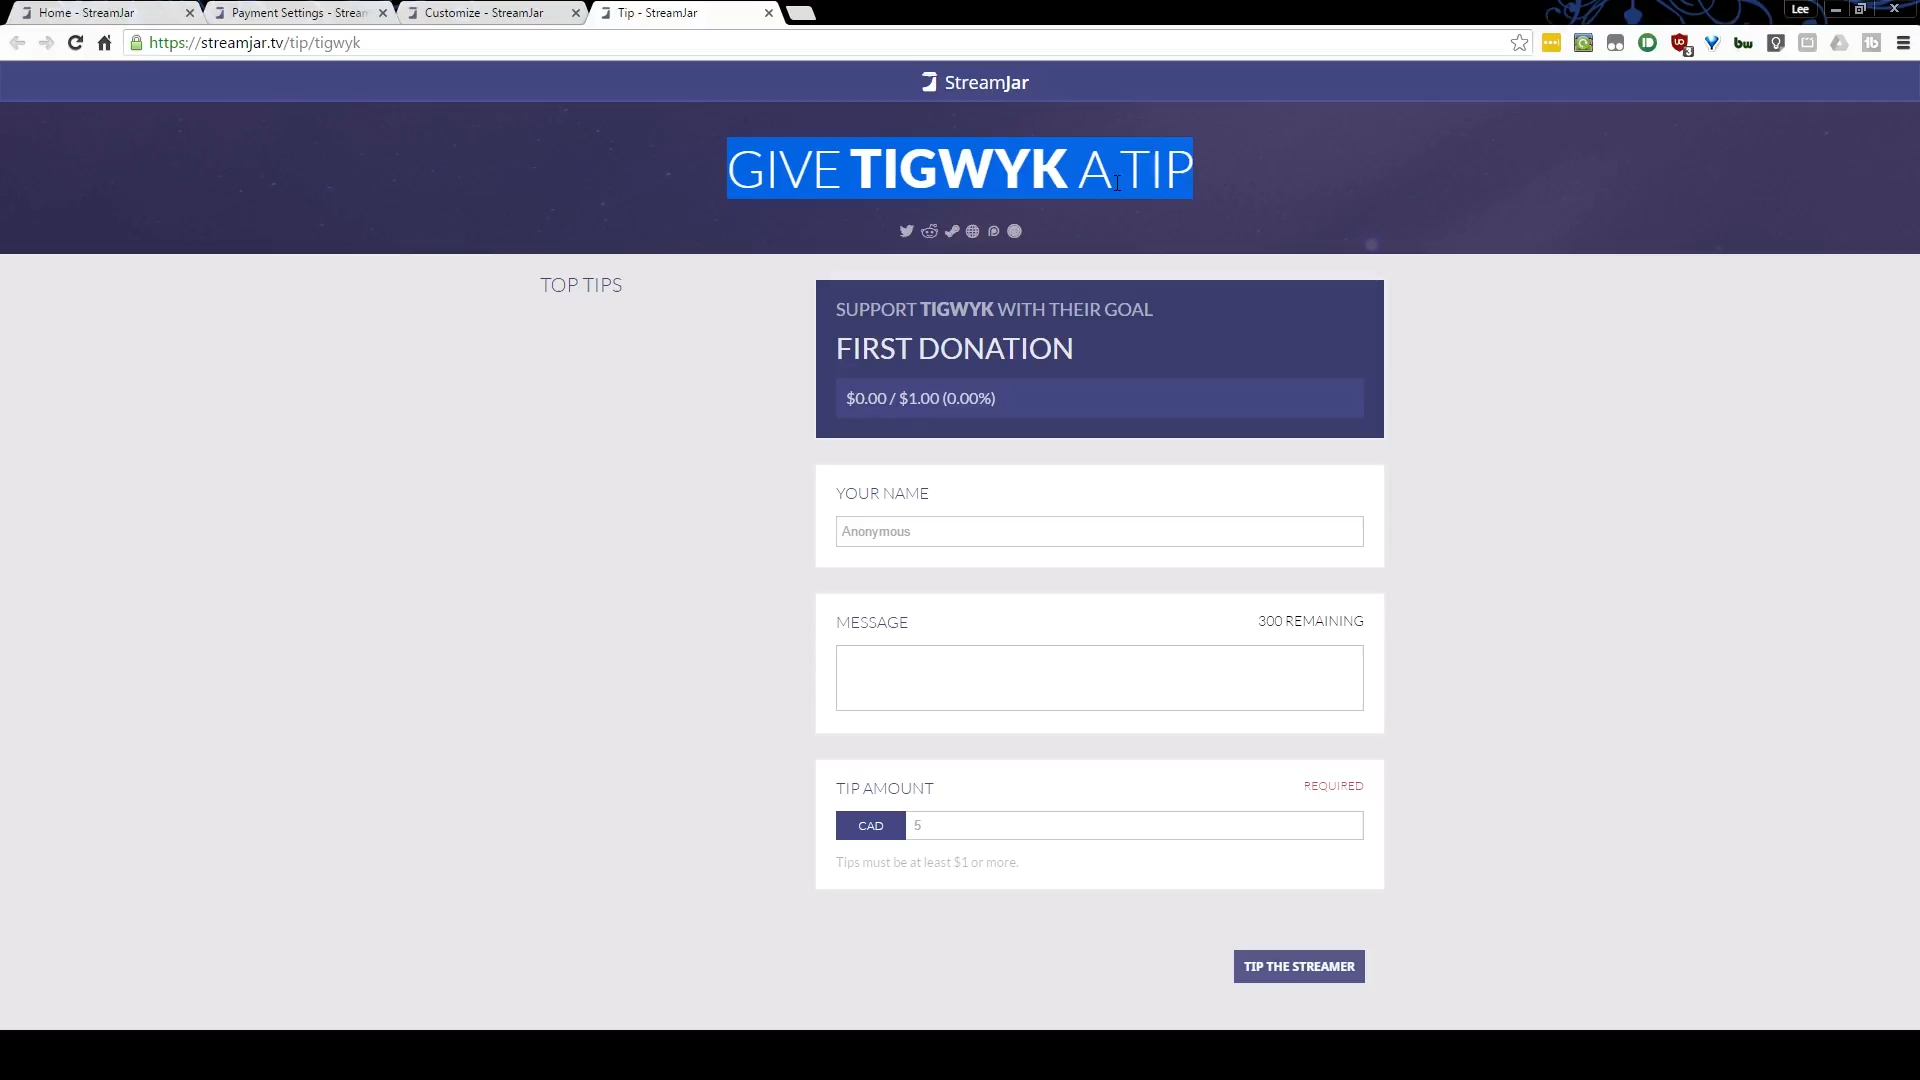 Home - StreamJar
Payment Settings - Stream
Customize - StreamJar
Tip - StreamJar
Lee
https://streamjar.tv/tip/tigwyk
3
bw
StreamJar
GIVE TIGWYK A TIP
TOP TIPS
SUPPORT TIGWYK WITH THEIR GOAL
FIRST DONATION
$0.00 / $1.00 (0.00%)
YOUR NAME
Anonymous
MESSAGE
300 REMAINING
TIP AMOUNT
REQUIRED
CAD
5
Tips must be at least $1 or more.
TIP THE STREAMER